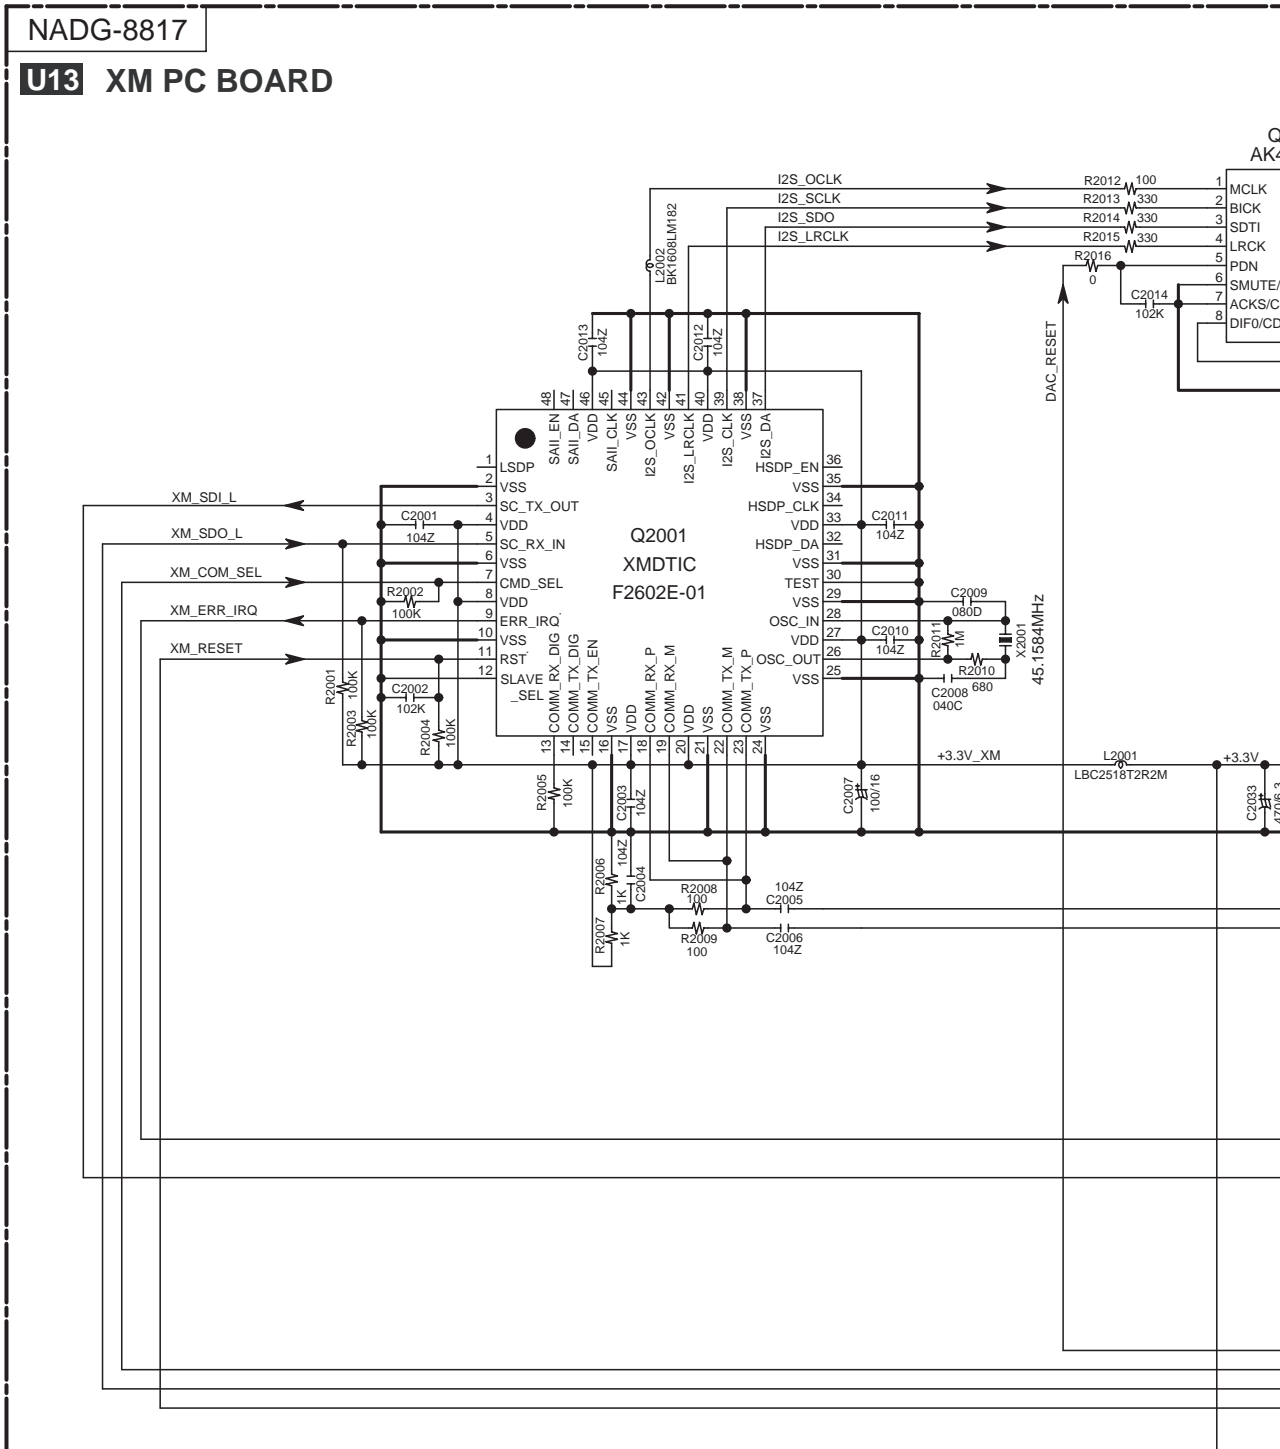 NADG-8817
U13 XM PC BOARD
Q
AK4
I2S_OCLK
I2S_SCLK
I2S_SDO
I2S_LRCLK
R2012 100
R2013 330
R2014 330
R2015 330
R2016
0
C2014
102K
1 MCLK
2 BICK
3 SDTI
4 LRCK
5 PDN
6 SMUTE/
7 ACKS/C
8 DIF0/CD
DAC_RESET
L2002
BK1608LM182
C2013
104Z
C2012
104Z
48 47 46 45 44 43 42 41 40 39 38 37
SAII_EN
SAII_DA
VDD
SAII_CLK
VSS
I2S_OCLK
VSS
I2S_LRCLK
VDD
I2S_CLK
VSS
I2S_DA
1 LSDP
2 VSS
3 SC_TX_OUT
4 VDD
5 SC_RX_IN
6 VSS
7 CMD_SEL
8 VDD
9 ERR_IRQ
10 VSS
11 RST
12 SLAVE
_SEL
Q2001
XMDTIC
F2602E-01
HSDP_EN 36
VSS 35
HSDP_CLK 34
VDD 33
HSDP_DA 32
VSS 31
TEST 30
VSS 29
OSC_IN 28
VDD 27
OSC_OUT 26
VSS 25
COMM_RX_DIG
COMM_TX_DIG
COMM_TX_EN
VSS
VDD
COMM_RX_P
COMM_RX_M
VDD
VSS
COMM_TX_M
COMM_TX_P
VSS
13 14 15 16 17 18 19 20 21 22 23 24
XM_SDI_L
XM_SDO_L
XM_COM_SEL
XM_ERR_IRQ
XM_RESET
C2001
104Z
R2002
100K
C2002
102K
R2001
100K
R2003
100K
R2004
100K
C2011
104Z
C2009
080D
C2010
104Z
R2011
1M
R2010
680
C2008
040C
X2001
45.1584MHz
R2005
100K
C2003
104Z
C2007
100/16
+3.3V_XM
L2001
LBC2518T2R2M
+3.3V
C2033
470/6.3
R2006
1K
104Z
C2004
R2007
1K
R2008
100
R2009
100
104Z
C2005
C2006
104Z